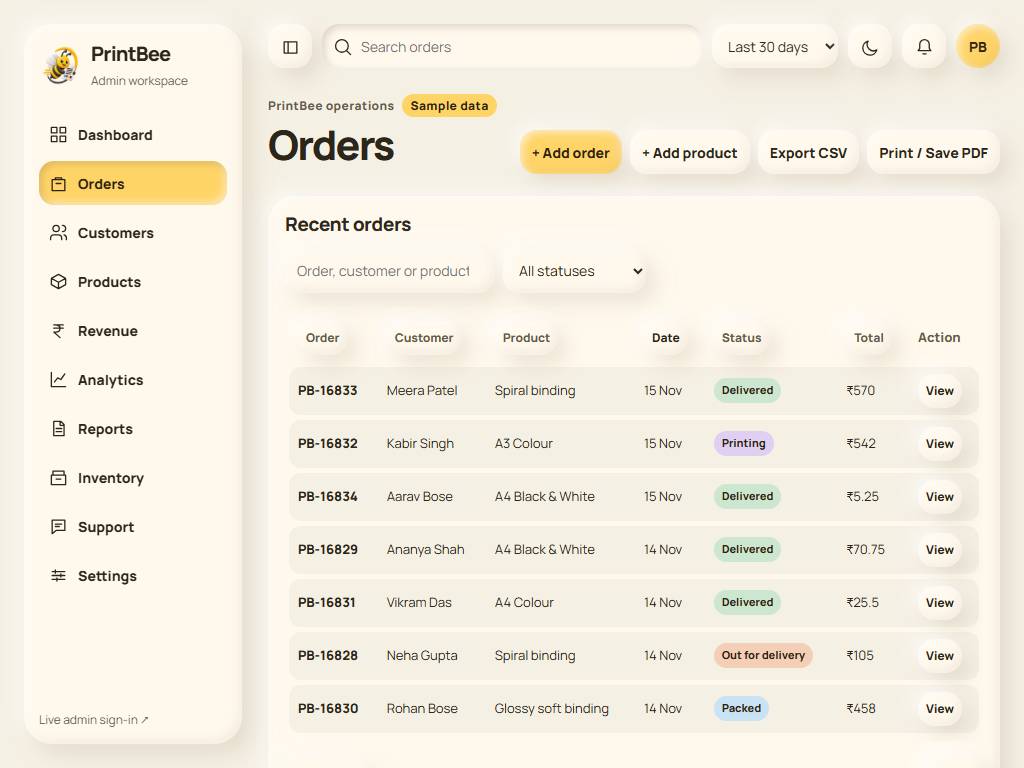 PrintBee
Admin workspace
Dashboard
Orders
Customers
Products
Revenue
Analytics
Reports
Inventory
Support
Settings
Live admin sign-in ↗
Search orders
Last 30 days
PB
PrintBee operations
Sample data
Orders
+ Add order
+ Add product
Export CSV
Print / Save PDF
Recent orders
Order, customer or product
All statuses
Order Customer Product Date Status Total Action
PB-16833 Meera Patel Spiral binding 15 Nov Delivered ₹570 View
PB-16832 Kabir Singh A3 Colour 15 Nov Printing ₹542 View
PB-16834 Aarav Bose A4 Black & White 15 Nov Delivered ₹5.25 View
PB-16829 Ananya Shah A4 Black & White 14 Nov Delivered ₹70.75 View
PB-16831 Vikram Das A4 Colour 14 Nov Delivered ₹25.5 View
PB-16828 Neha Gupta Spiral binding 14 Nov Out for delivery ₹105 View
PB-16830 Rohan Bose Glossy soft binding 14 Nov Packed ₹458 View